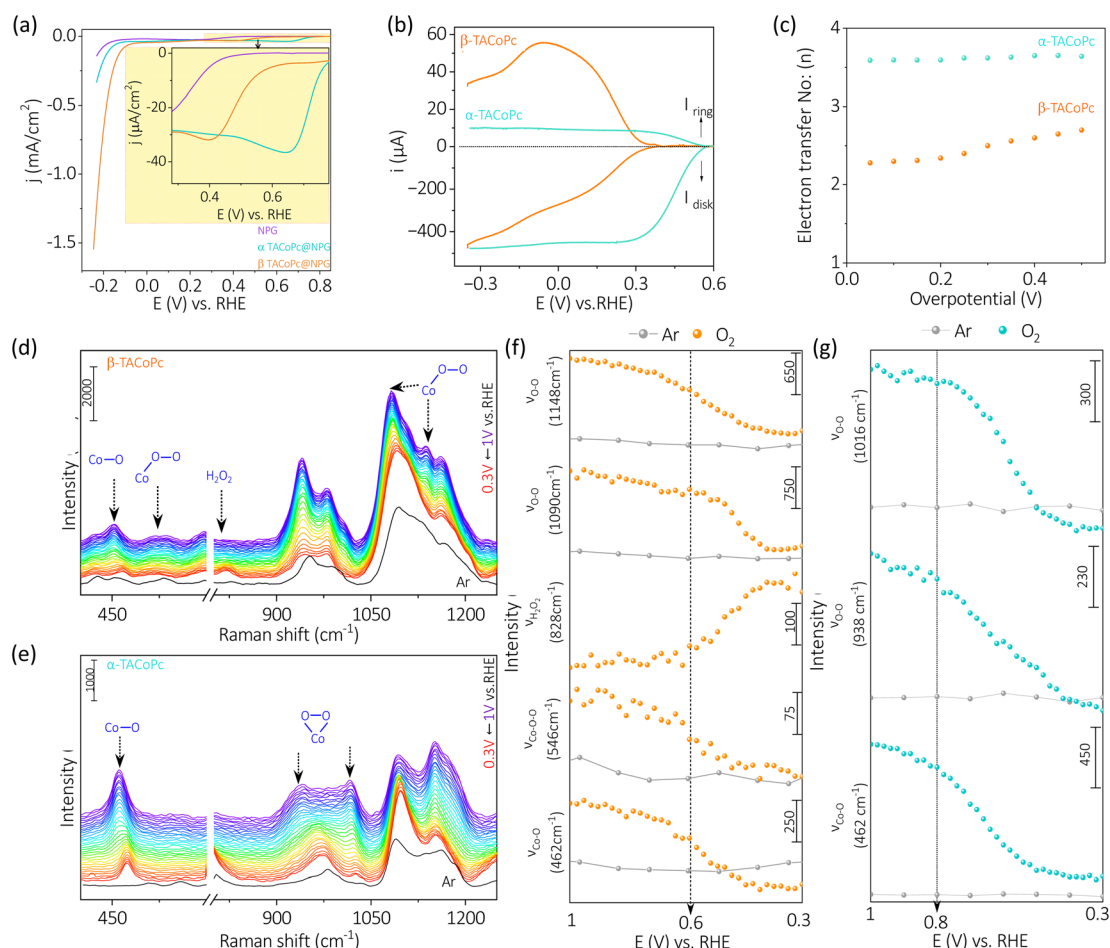 (a)
0.0
−0.5
−1.0
−1.5
j (mA/cm²)
0
-20
-40
j (μA/cm²)
0.4
0.6
E (V) vs. RHE
NPG
α TACoPc@NPG
β TACoPc@NPG
−0.2
0.0
0.2
0.4
0.6
0.8
E (V) vs. RHE
(b)
60
40
20
0
−200
−400
i (μA)
β-TACoPc
α-TACoPc
I ring
I disk
−0.3
0.0
0.3
0.6
E (V) vs.RHE)
(c)
4
3
2
1
Electron transfer No: (n)
α-TACoPc
β-TACoPc
0.0
0.2
0.4
Overpotential (V)
(d)
β-TACoPc
2000
Co—O
O—O
Co
H₂O₂
O—O
Co
0.3V ←1V vs.RHE
Intensity (
Ar
450
900
1050
1200
Raman shift (cm⁻¹)
(e)
α-TACoPc
1000
Co—O
O—O
Co
0.3V ←1V vs.RHE
Intensity (
Ar
450
900
1050
1200
Raman shift (cm⁻¹)
(f)
Ar
O₂
νO-O
(1148cm⁻¹)
650
νO-O
(1090cm⁻¹)
750
νH₂O₂
(828cm⁻¹)
100
νCo-O-O
(546cm⁻¹)
75
νCo-O
(462cm⁻¹)
250
Intensity (
1
0.6
0.3
E (V) vs. RHE
(g)
Ar
O₂
νO-O
(1016 cm⁻¹)
300
νO-O
(938 cm⁻¹)
230
νCo-O
(462 cm⁻¹)
450
Intensity (
1
0.8
0.3
E (V) vs. RHE